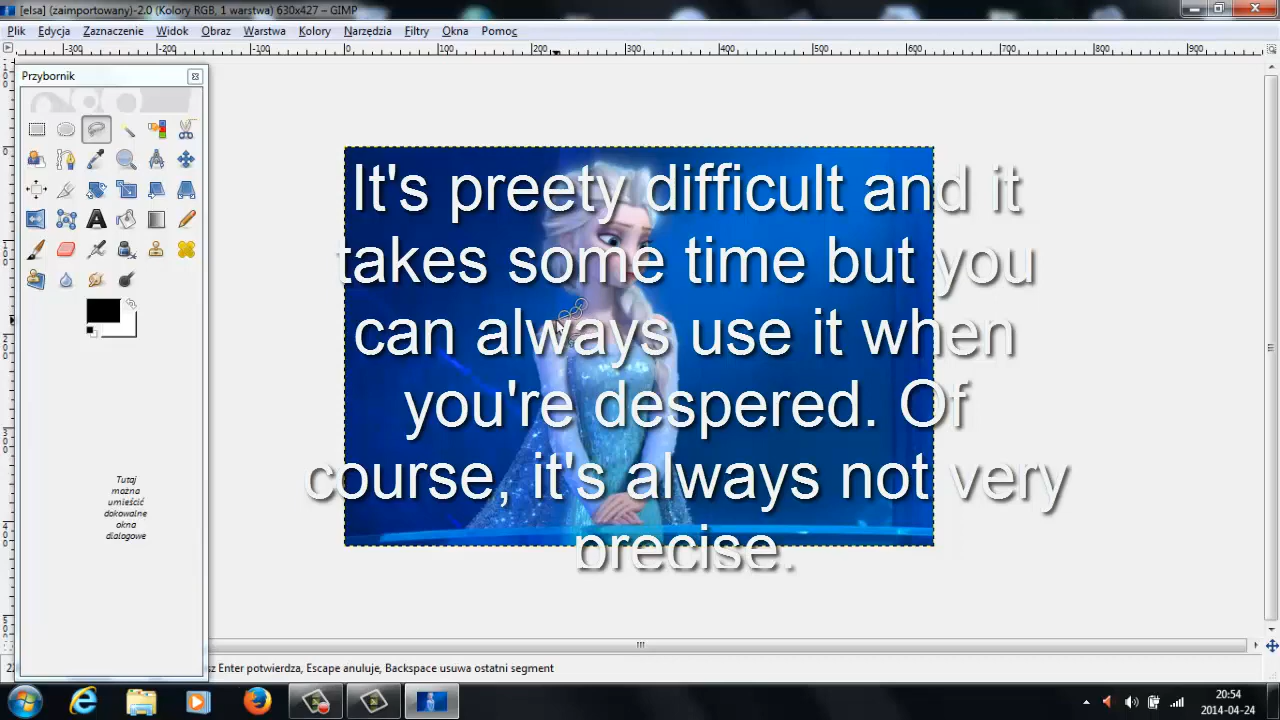 [elsa] (zaimportowany)-2.0 (Kolory RGB, 1 warstwa) 630x427 – GIMP
Plik Edycja Zaznaczenie Widok Obraz Warstwa Kolory Narzędzia Filtry Okna Pomoc
-300 -200 -100 0 100 200 300 400 500 600 700 800 900
Przybornik
It's preety difficult and it
takes some time but you
can always use it when
you're despered. Of
course, it's always not very
precise.
Tutaj
można
umieścić
dokowalne
okna
dialogowe
Enter potwierdza, Escape anuluje, Backspace usuwa ostatni segment
20:54
2014-04-24